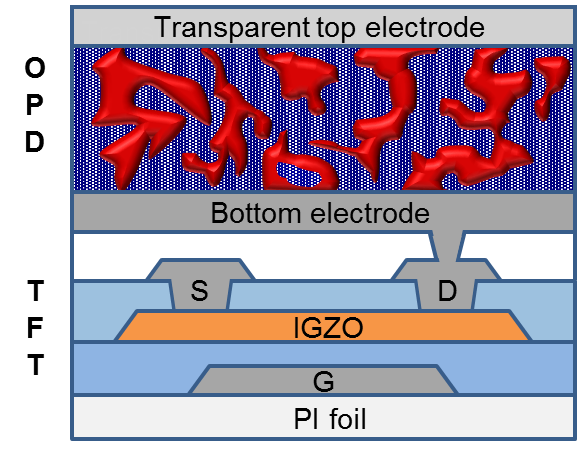 Transparent top electrode
O
P
D
Bottom electrode
S
D
T
F
T
IGZO
G
PI foil